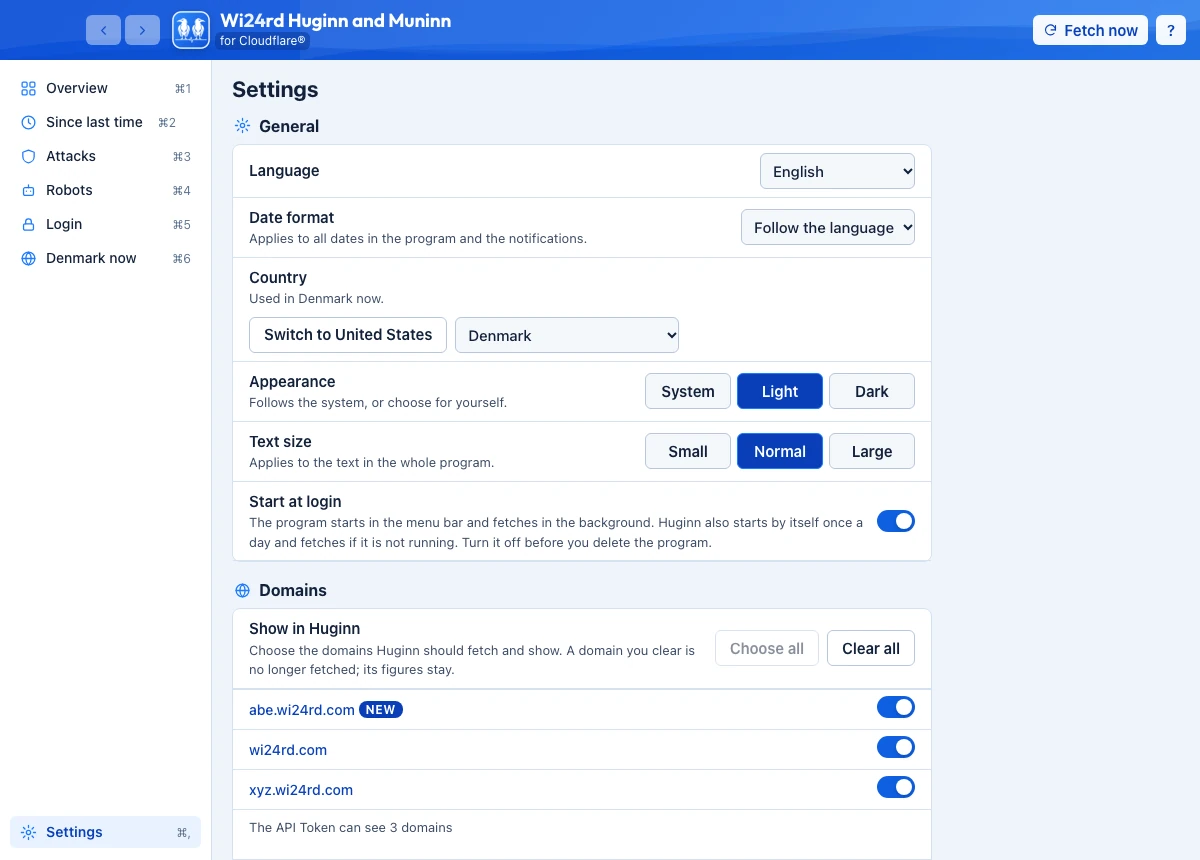 Wi24rd Huginn and Muninn
for Cloudflare®
Fetch now
?
Overview ⌘1
Since last time ⌘2
Attacks ⌘3
Robots ⌘4
Login ⌘5
Denmark now ⌘6
Settings ⌘,
Settings
General
Language
English
Date format
Applies to all dates in the program and the notifications.
Follow the language
Country
Used in Denmark now.
Switch to United States
Denmark
Appearance
Follows the system, or choose for yourself.
System
Light
Dark
Text size
Applies to the text in the whole program.
Small
Normal
Large
Start at login
The program starts in the menu bar and fetches in the background. Huginn also starts by itself once a
day and fetches if it is not running. Turn it off before you delete the program.
Domains
Show in Huginn
Choose the domains Huginn should fetch and show. A domain you clear is
no longer fetched; its figures stay.
Choose all
Clear all
abe.wi24rd.com NEW
wi24rd.com
xyz.wi24rd.com
The API Token can see 3 domains